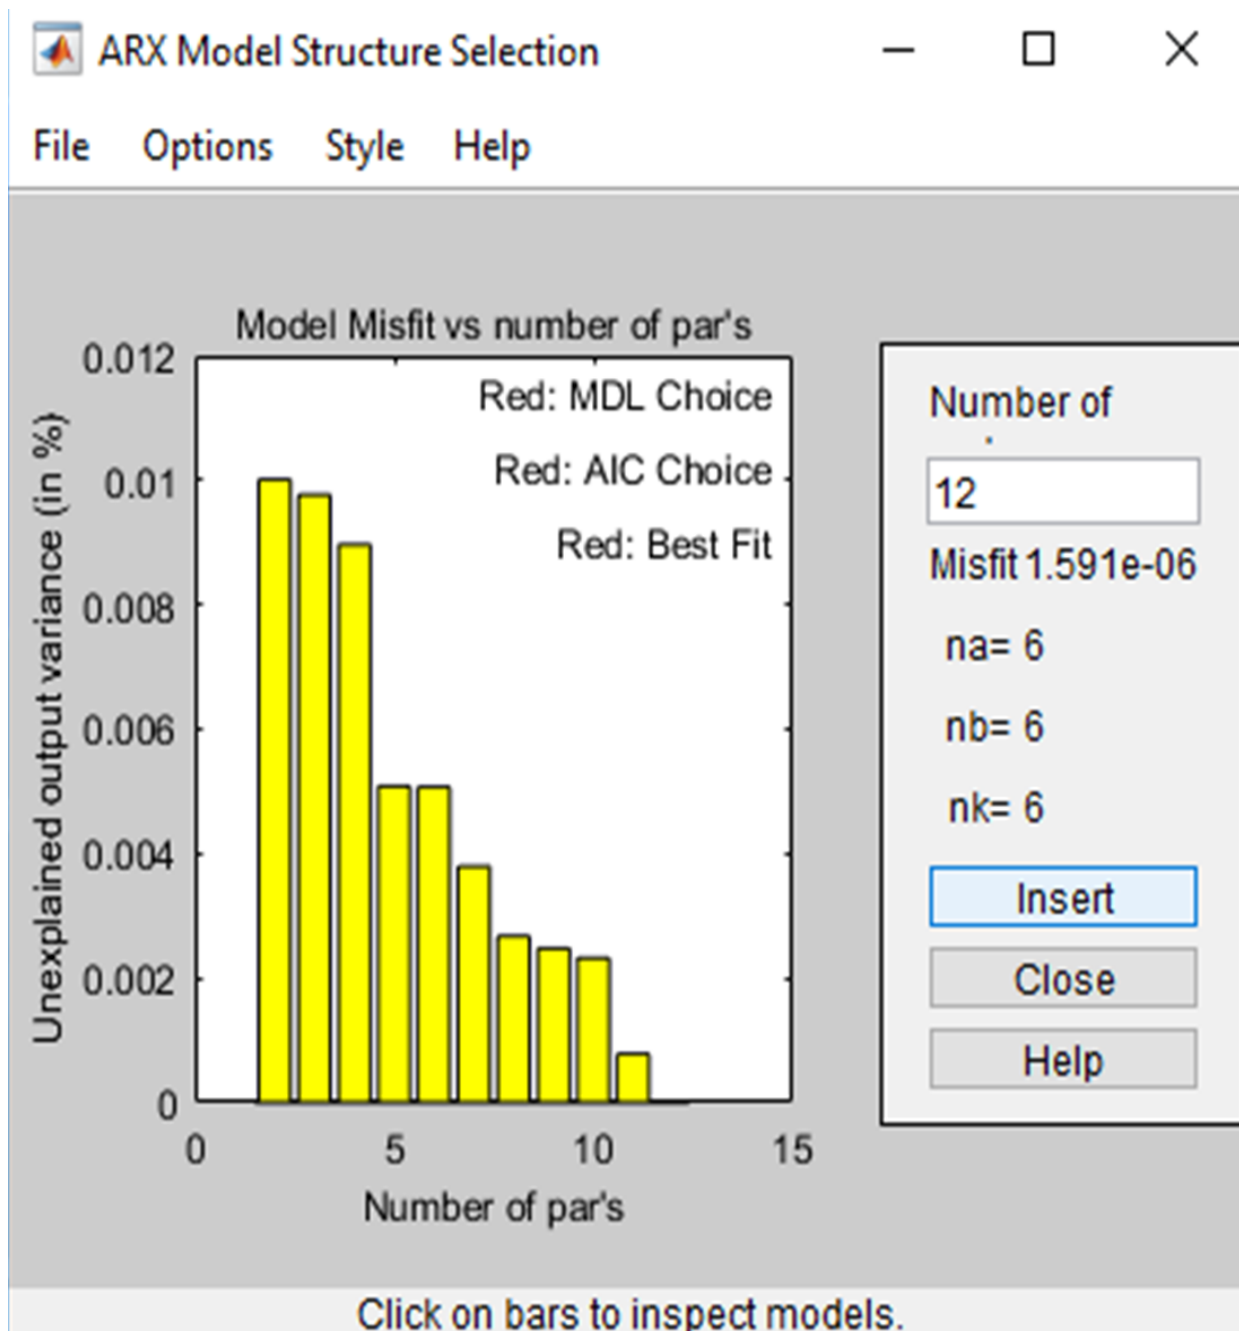 ARX Model Structure Selection
File Options Style Help
Model Misfit vs number of par's
Unexplained output variance (in %)
0.012
0.01
0.008
0.006
0.004
0.002
0
0 5 10 15
Number of par's
Red: MDL Choice
Red: AIC Choice
Red: Best Fit
Number of
12
Misfit 1.591e-06
na= 6
nb= 6
nk= 6
Insert
Close
Help
Click on bars to inspect models.